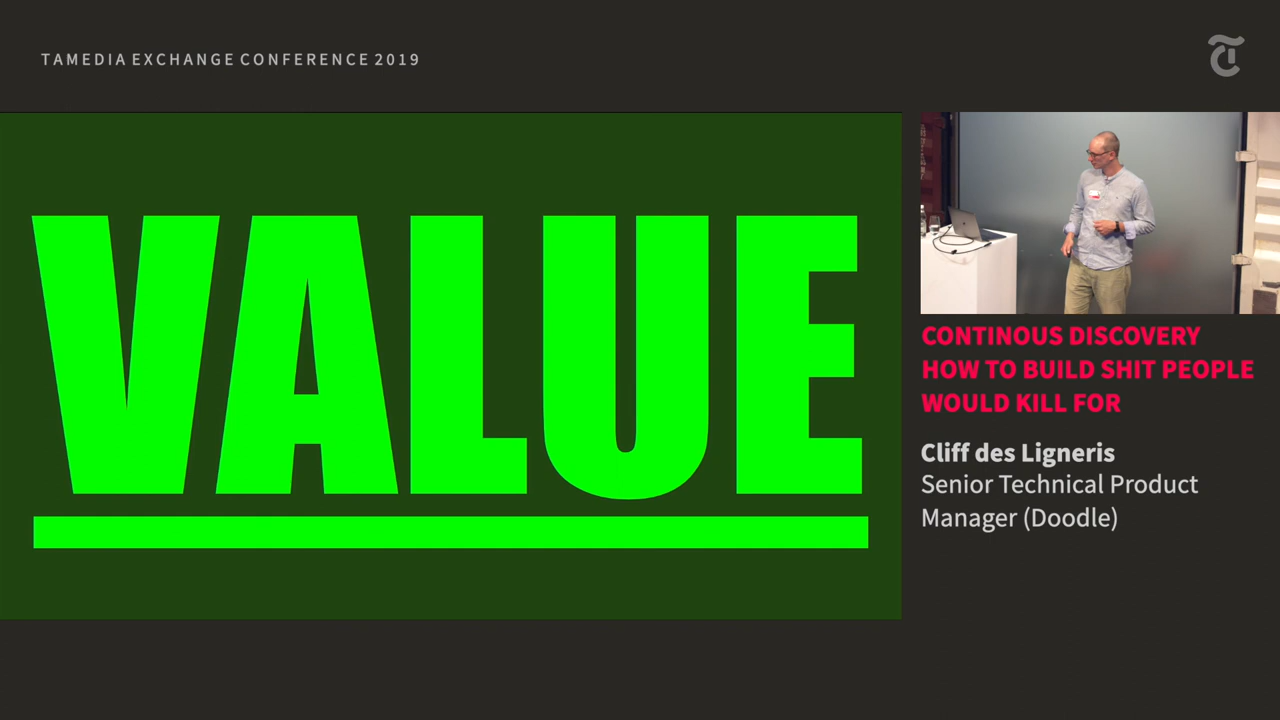 TAMEDIA EXCHANGE CONFERENCE 2019
VALUE
CONTINOUS DISCOVERY
HOW TO BUILD SHIT PEOPLE
WOULD KILL FOR
Cliff des Ligneris
Senior Technical Product
Manager (Doodle)